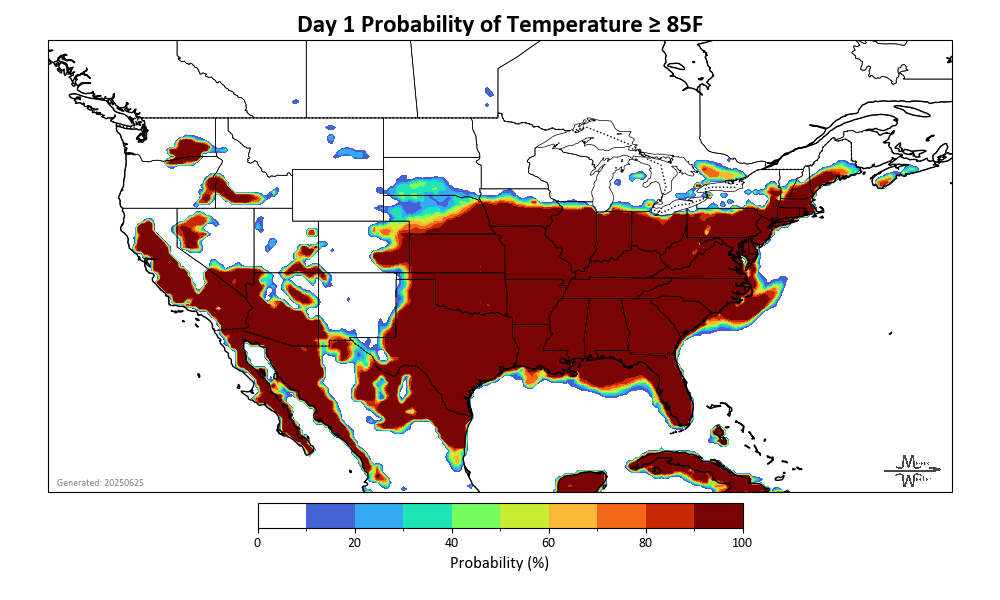 Day 1 Probability of Temperature ≥ 85F
Generated: 20250625
0 20 40 60 80 100
Probability (%)